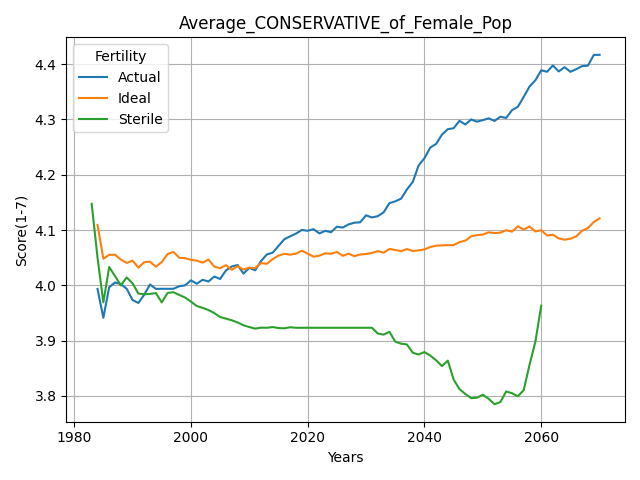 Average_CONSERVATIVE_of_Female_Pop
Fertility
Actual
Ideal
Sterile
Score(1-7)
4.4
4.3
4.2
4.1
4.0
3.9
3.8
1980 2000 2020 2040 2060
Years